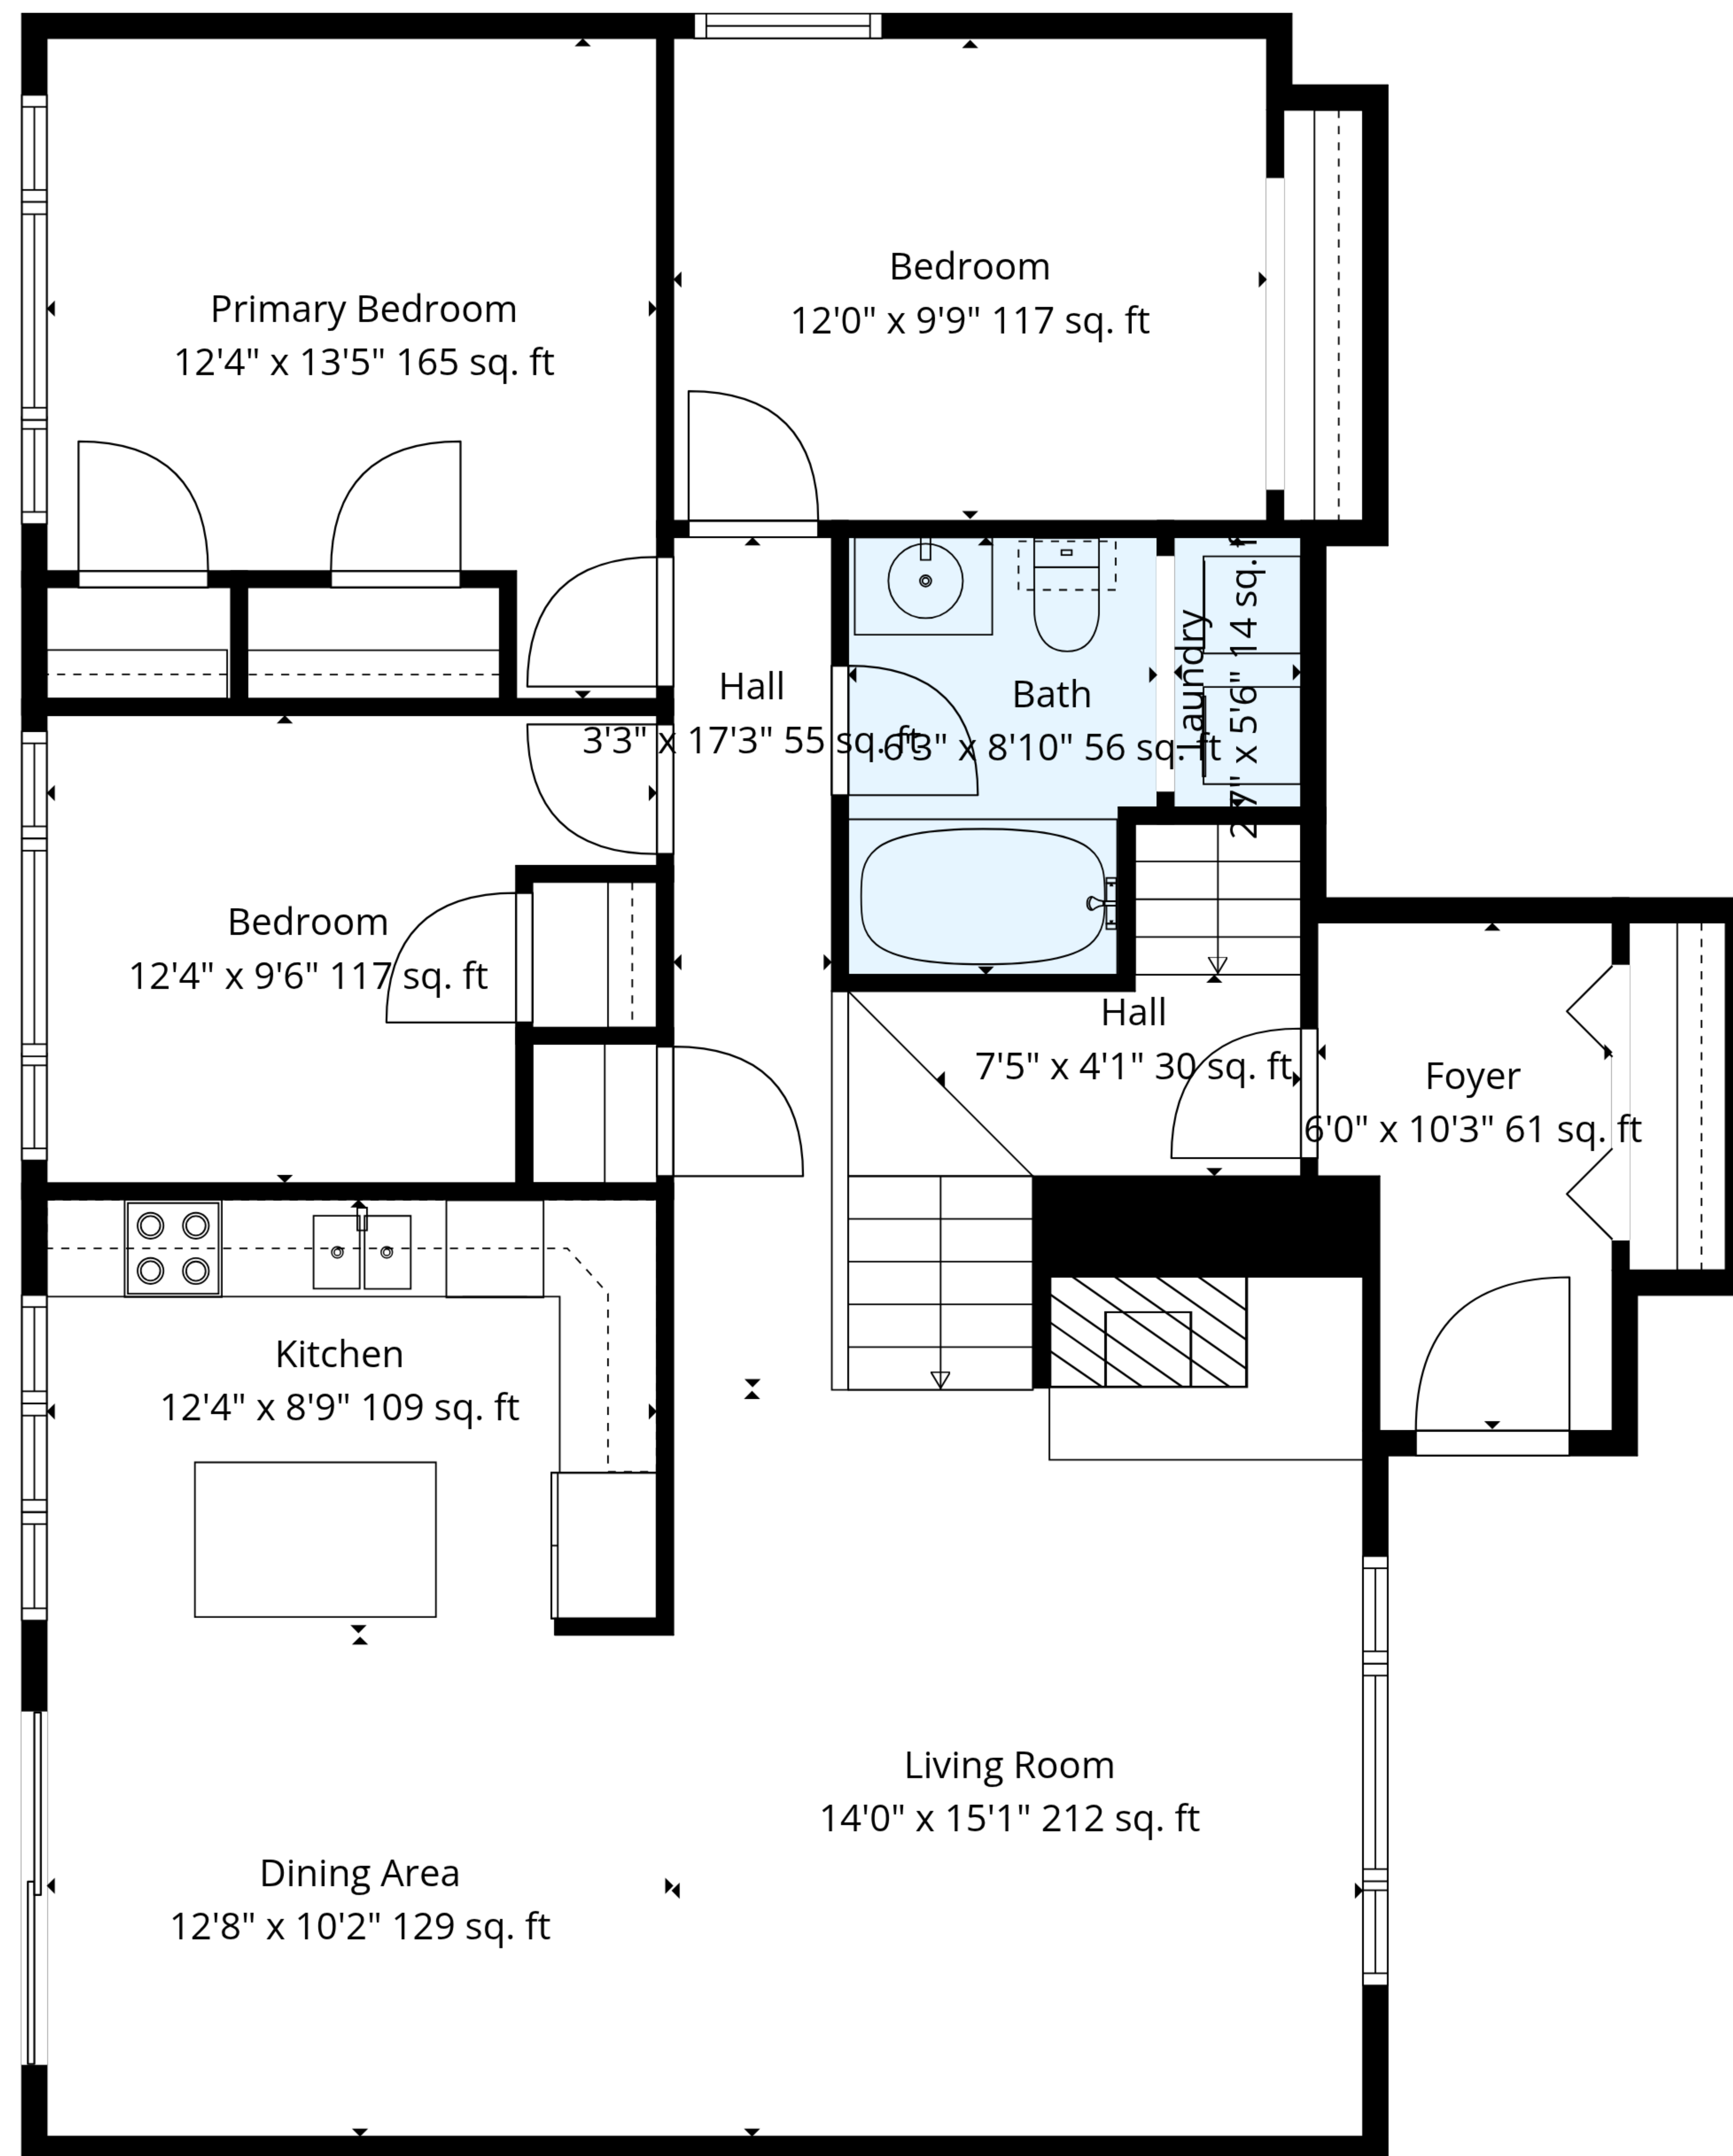 Bedroom
12'0" x 9'9" 117 sq. ft
Primary Bedroom
12'4" x 13'5" 165 sq. ft
Hall
3'3" x 17'3" 55 sq. ft
Bath
6'3" x 8'10" 56 sq. ft
Laundry
2'7" x 5'6" 14 sq. ft
Bedroom
12'4" x 9'6" 117 sq. ft
Hall
7'5" x 4'1" 30 sq. ft
Foyer
6'0" x 10'3" 61 sq. ft
Kitchen
12'4" x 8'9" 109 sq. ft
Living Room
14'0" x 15'1" 212 sq. ft
Dining Area
12'8" x 10'2" 129 sq. ft